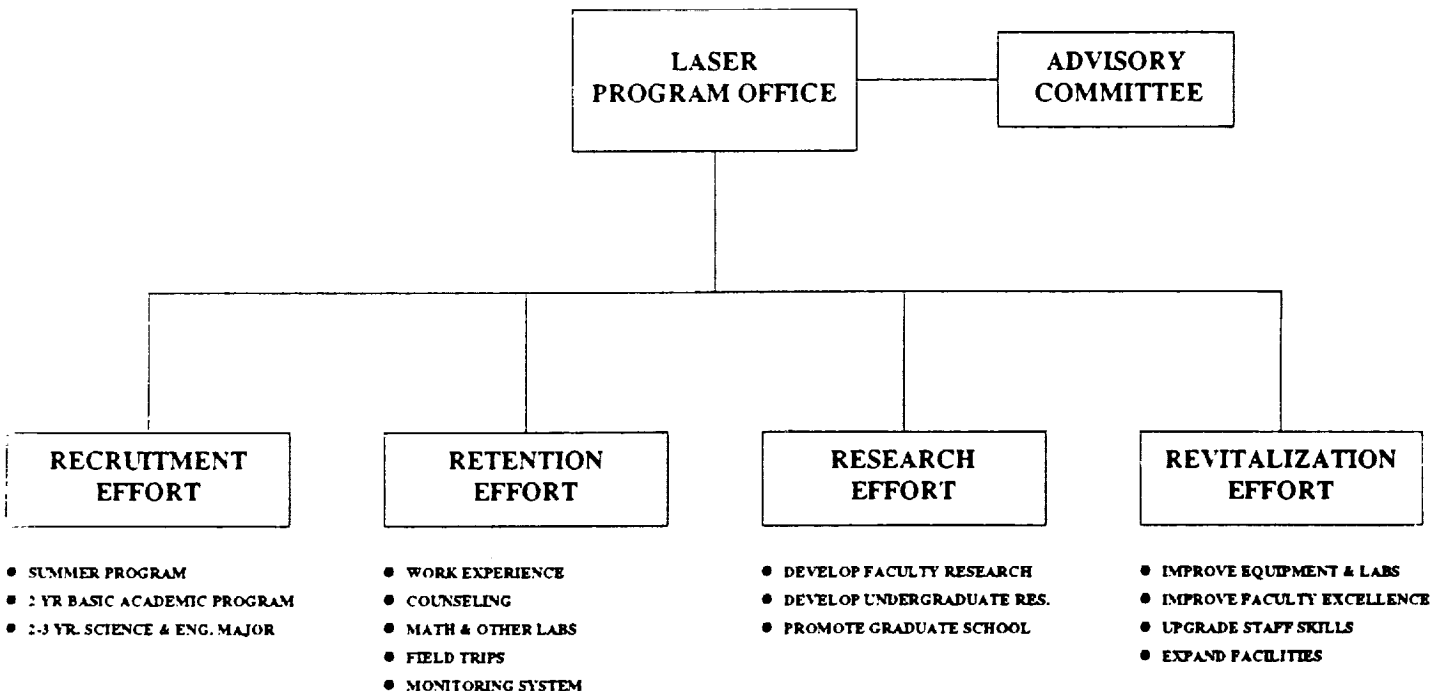 LASER
PROGRAM OFFICE
ADVISORY
COMMITTEE
RECRUITMENT
EFFORT
● SUMMER PROGRAM
● 2 YR BASIC ACADEMIC PROGRAM
● 2-3 YR. SCIENCE & ENG. MAJOR
RETENTION
EFFORT
● WORK EXPERIENCE
● COUNSELING
● MATH & OTHER LABS
● FIELD TRIPS
● MONITORING SYSTEM
RESEARCH
EFFORT
● DEVELOP FACULTY RESEARCH
● DEVELOP UNDERGRADUATE RES.
● PROMOTE GRADUATE SCHOOL
REVITALIZATION
EFFORT
● IMPROVE EQUIPMENT & LABS
● IMPROVE FACULTY EXCELLENCE
● UPGRADE STAFF SKILLS
● EXPAND FACILITIES